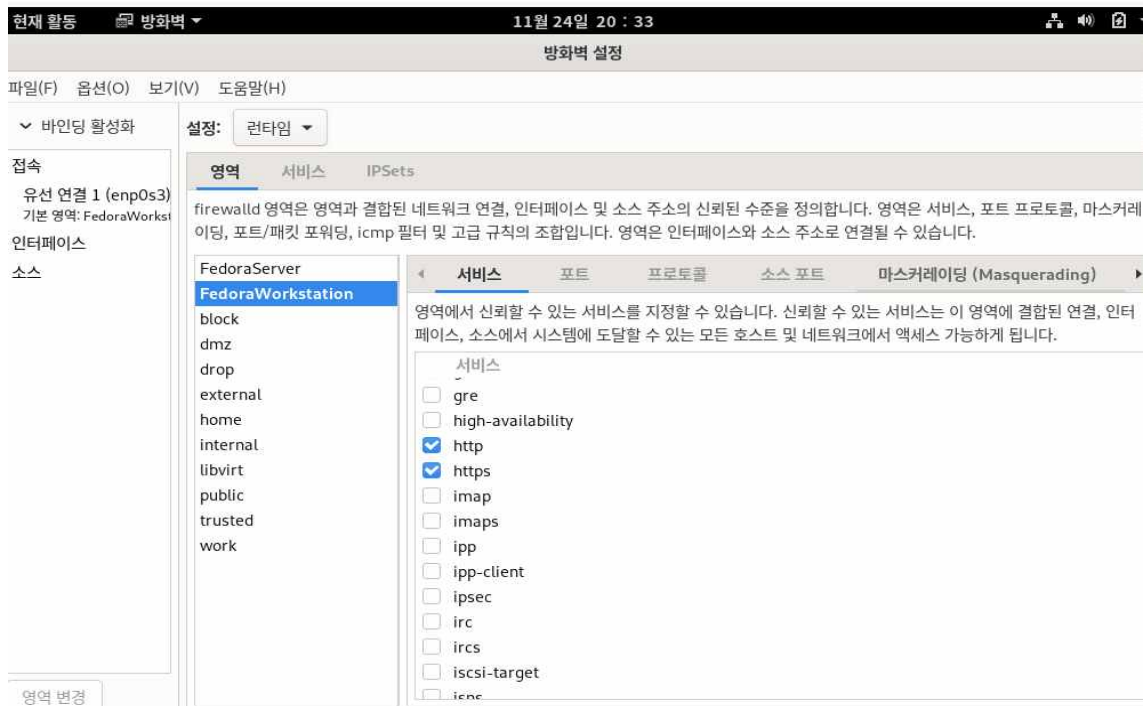 현재 활동 방화벽 11월 24일 20 : 33
방화벽 설정
파일(F) 옵션(O) 보기(V) 도움말(H)
바인딩 활성화
접속
유선 연결 1 (enp0s3)
기본 영역: FedoraWorkst
인터페이스
소스
영역 변경
설정: 런타임
영역 서비스 IPSets
firewalld 영역은 영역과 결합된 네트워크 연결, 인터페이스 및 소스 주소의 신뢰된 수준을 정의합니다. 영역은 서비스, 포트 프로토콜, 마스커레
이딩, 포트/패킷 포워딩, icmp 필터 및 고급 규칙의 조합입니다. 영역은 인터페이스와 소스 주소로 연결될 수 있습니다.
FedoraServer
FedoraWorkstation
block
dmz
drop
external
home
internal
libvirt
public
trusted
work
서비스 포트 프로토콜 소스 포트 마스커레이딩 (Masquerading)
영역에서 신뢰할 수 있는 서비스를 지정할 수 있습니다. 신뢰할 수 있는 서비스는 이 영역에 결합된 연결, 인터
페이스, 소스에서 시스템에 도달할 수 있는 모든 호스트 및 네트워크에서 액세스 가능하게 됩니다.
서비스
gre
high-availability
http
https
imap
imaps
ipp
ipp-client
ipsec
irc
ircs
iscsi-target
isns